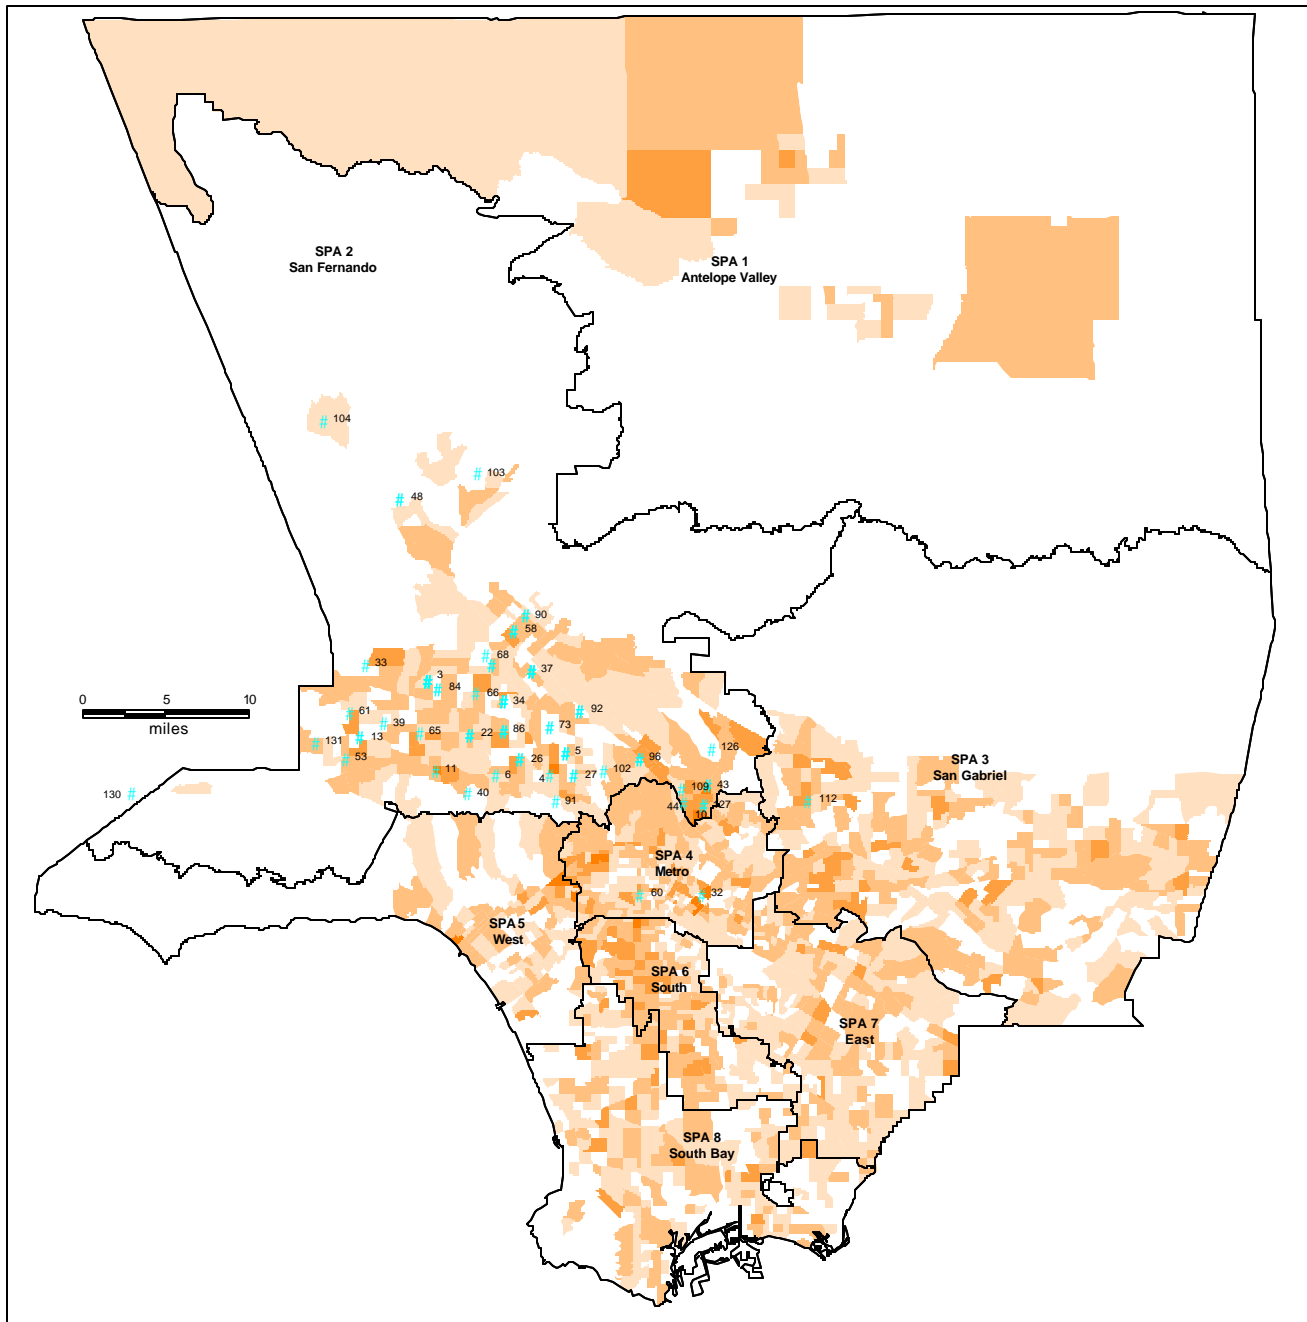 SPA 2
San Fernando
SPA 1
Antelope Valley
# 104
# 103
# 48
# 90
# 58
# 68
#
# 33
# 37
# 3
# 84
# 66
# 34
0 5 10
miles
# 61
# 92
# 39
# 73
# 13
# 65
# 22
# 86
# 131
# 126
# 53
# 5
# 26
# 102
# 96
# 11
# 6
4 #
# 27
SPA 3
San Gabriel
130 #
# 40
# 91
# 109
# 43
# 112
44 #
# 127
10
SPA 4
Metro
# 60
# 32
SPA 5
West
SPA 6
South
SPA 7
East
SPA 8
South Bay